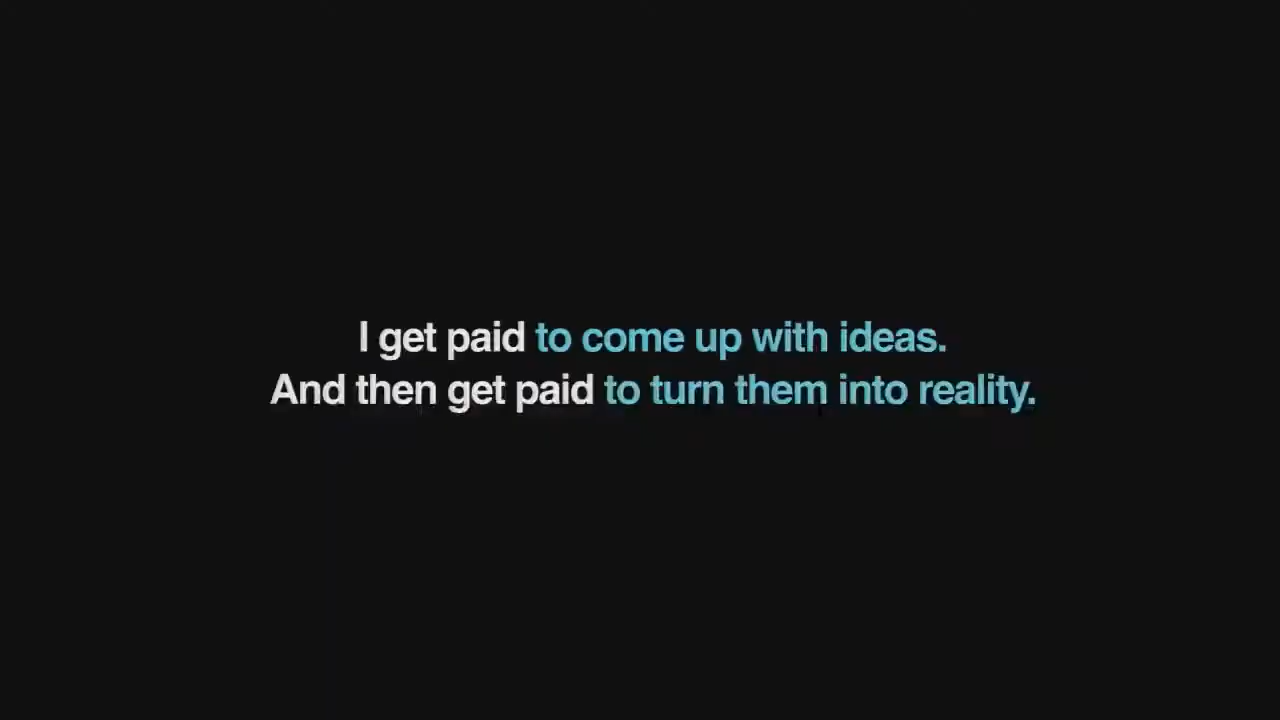 I get paid to come up with ideas.
And then get paid to turn them into reality.